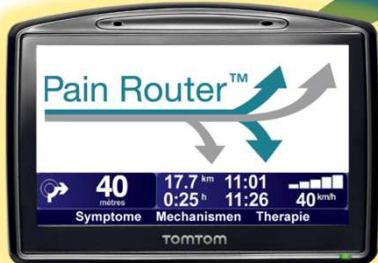 Pain Router™
40 mètres 17.7 km 11:01
0:25 h 11:26 40 km/h
Symptome Mechanismen Therapie
TOMTOM